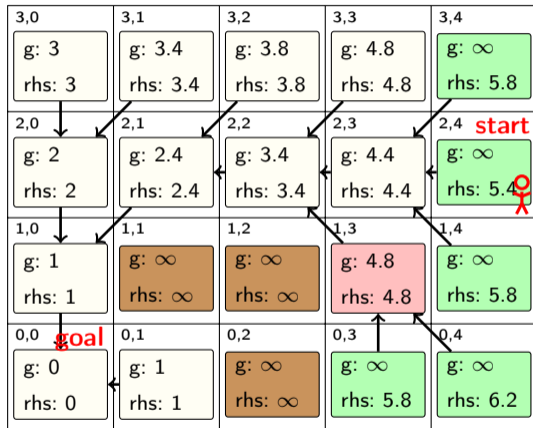 3,0 3,1 3,2 3,3 3,4
g: 3 g: 3.4 g: 3.8 g: 4.8 g: ∞
rhs: 3 rhs: 3.4 rhs: 3.8 rhs: 4.8 rhs: 5.8
2,0 2,1 2,2 2,3 2,4 start
g: 2 g: 2.4 g: 3.4 g: 4.4 g: ∞
rhs: 2 rhs: 2.4 rhs: 3.4 rhs: 4.4 rhs: 5.4
1,0 1,1 1,2 1,3 1,4
g: 1 g: ∞ g: ∞ g: 4.8 g: ∞
rhs: 1 rhs: ∞ rhs: ∞ rhs: 4.8 rhs: 5.8
0,0 goal 0,1 0,2 0,3 0,4
g: 0 g: 1 g: ∞ g: ∞ g: ∞
rhs: 0 rhs: 1 rhs: ∞ rhs: 5.8 rhs: 6.2